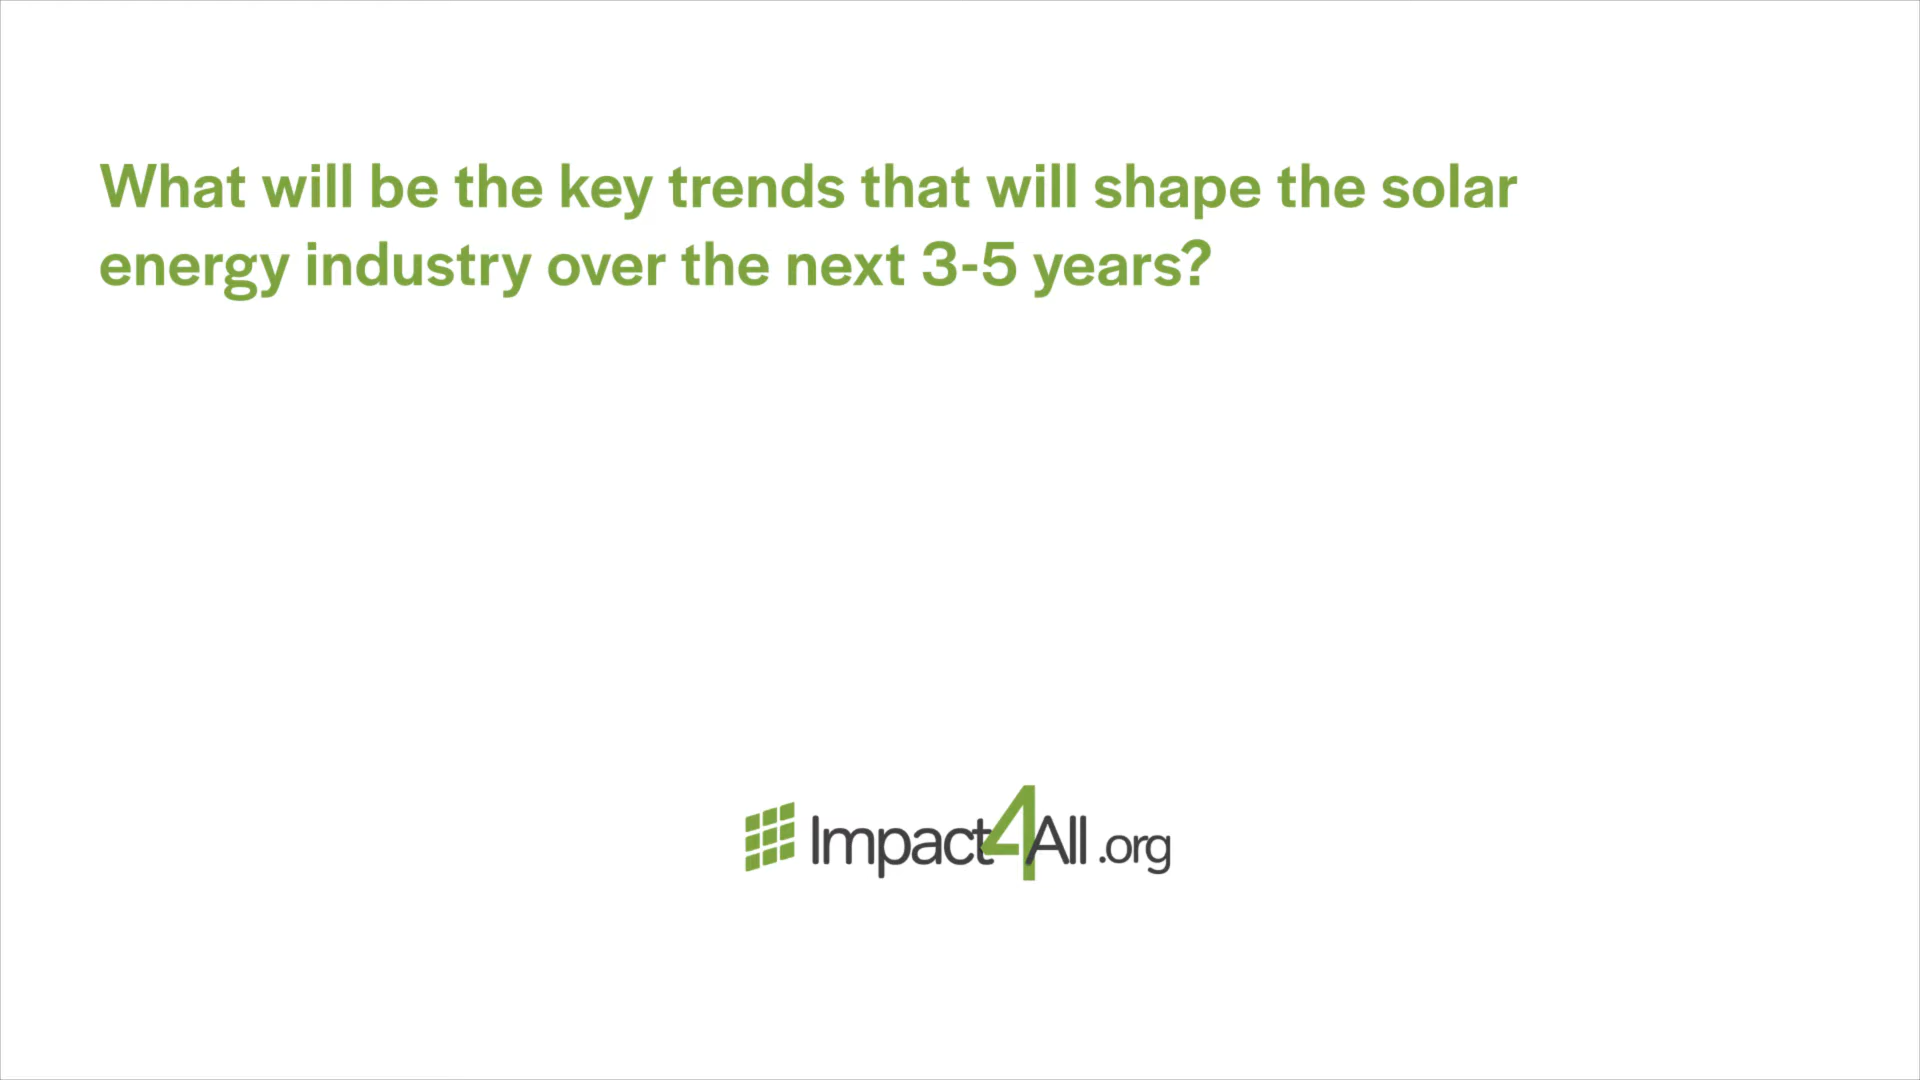 What will be the key trends that will shape the solar
energy industry over the next 3-5 years?
Impact4All.org